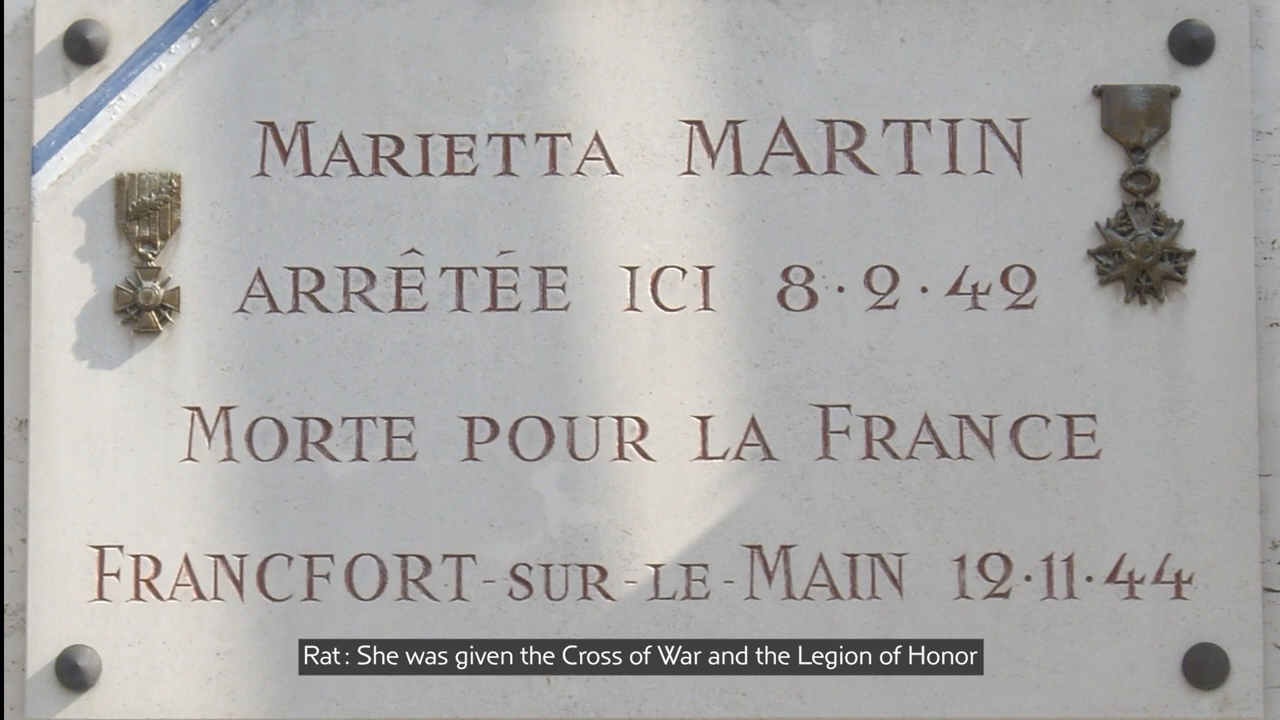 Marietta MARTIN
ARRÊTÉE ICI 8·2·42
Morte pour la France
Francfort-sur-le-Main 12·11·44
Rat: She was given the Cross of War and the Legion of Honor